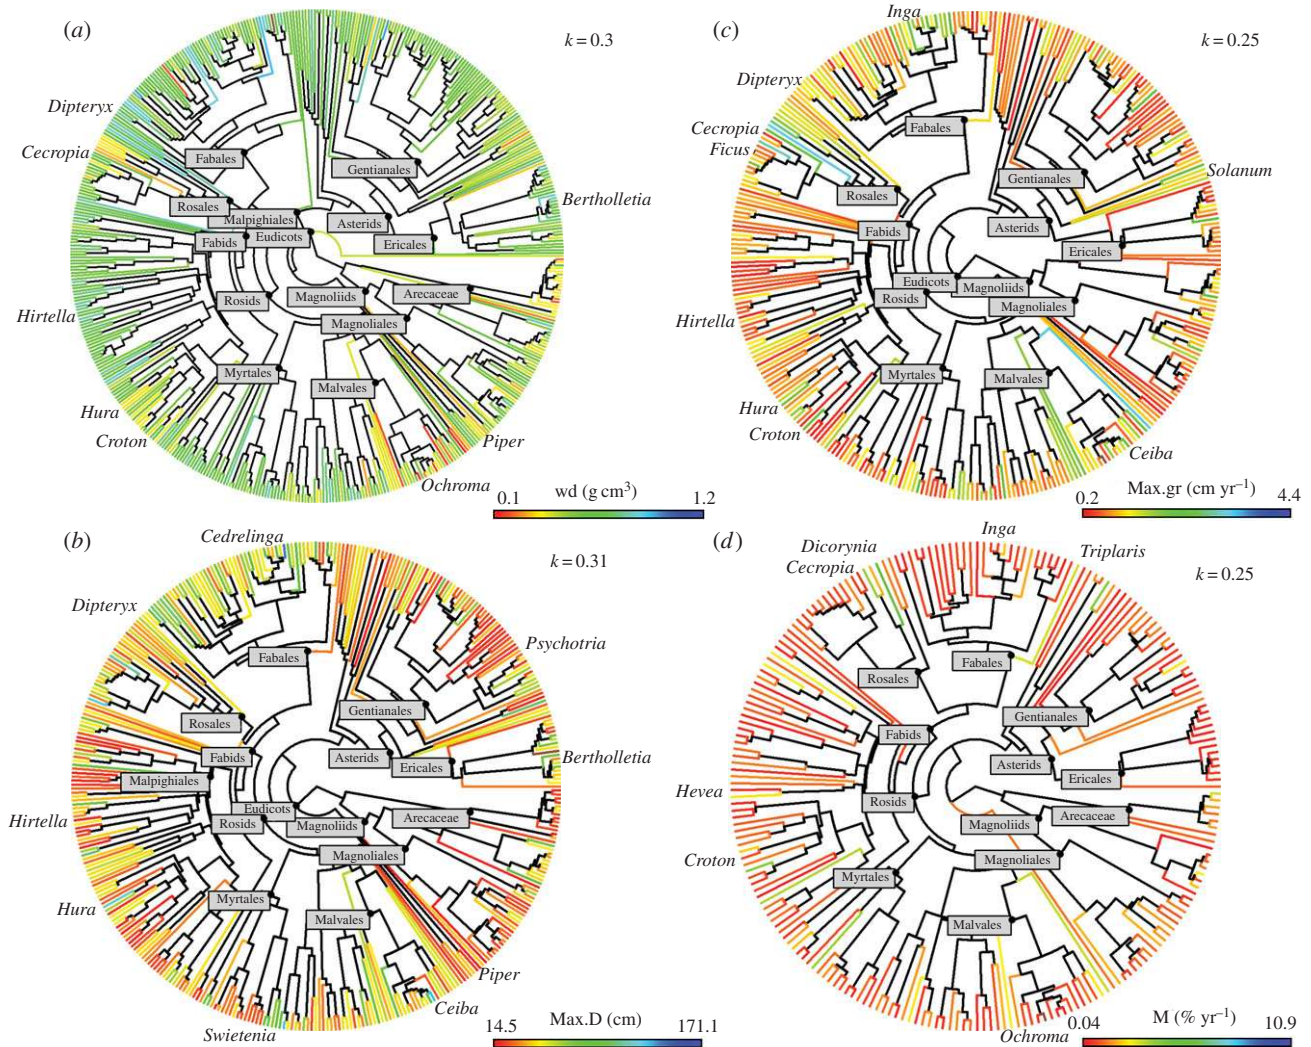 (a)
k = 0.3
Dipteryx
Cecropia
Hirtella
Hura
Croton
Bertholletia
Piper
Ochroma
Fabales
Gentianales
Rosales
Malpighiales
Asterids
Fabids
Eudicots
Ericales
Rosids
Magnoliids
Arecaceae
Magnoliales
Myrtales
Malvales
0.1 wd (g cm³) 1.2
(c)
k = 0.25
Inga
Dipteryx
Cecropia
Ficus
Hirtella
Hura
Croton
Solanum
Ceiba
Fabales
Gentianales
Rosales
Asterids
Fabids
Ericales
Eudicots
Magnoliids
Rosids
Magnoliales
Myrtales
Malvales
0.2 Max.gr (cm yr⁻¹) 4.4
(b)
k = 0.31
Cedrelinga
Dipteryx
Psychotria
Bertholletia
Hirtella
Hura
Swietenia
Ceiba
Piper
Fabales
Rosales
Gentianales
Fabids
Asterids
Ericales
Malpighiales
Eudicots
Rosids
Magnoliids
Arecaceae
Magnoliales
Myrtales
Malvales
14.5 Max.D (cm) 171.1
(d)
k = 0.25
Inga
Dicorynia
Cecropia
Triplaris
Hevea
Croton
Ochroma
Fabales
Rosales
Gentianales
Fabids
Asterids
Ericales
Rosids
Magnoliids
Arecaceae
Magnoliales
Myrtales
Malvales
0.04 M (% yr⁻¹) 10.9